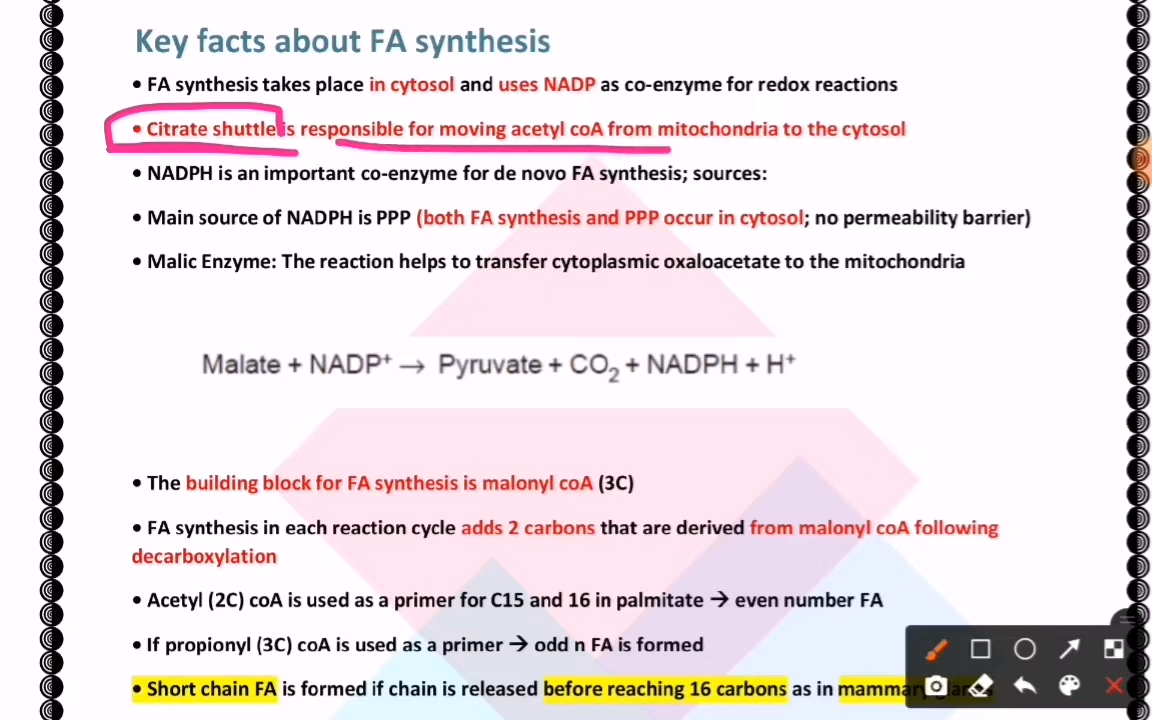 Key facts about FA synthesis
• FA synthesis takes place in cytosol and uses NADP as co-enzyme for redox reactions
• Citrate shuttle is responsible for moving acetyl coA from mitochondria to the cytosol
• NADPH is an important co-enzyme for de novo FA synthesis; sources:
• Main source of NADPH is PPP (both FA synthesis and PPP occur in cytosol; no permeability barrier)
• Malic Enzyme: The reaction helps to transfer cytoplasmic oxaloacetate to the mitochondria
Malate + NADP⁺ → Pyruvate + CO₂ + NADPH + H⁺
• The building block for FA synthesis is malonyl coA (3C)
• FA synthesis in each reaction cycle adds 2 carbons that are derived from malonyl coA following
decarboxylation
• Acetyl (2C) coA is used as a primer for C15 and 16 in palmitate → even number FA
• If propionyl (3C) coA is used as a primer → odd n FA is formed
• Short chain FA is formed if chain is released before reaching 16 carbons as in mammary